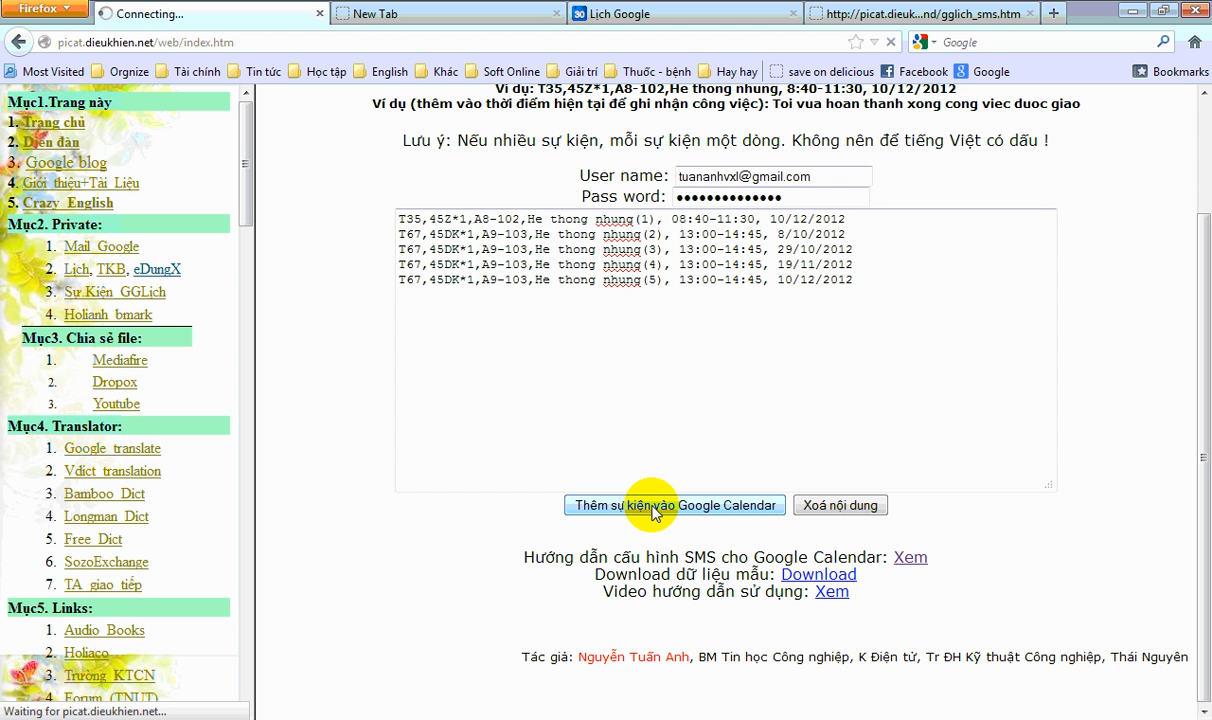 Firefox
Connecting...
New Tab
30 Lịch Google
http://picat.dieuk...nd/gglich_sms.htm
picat.dieukhien.net/web/index.htm
Google
Most Visited
Orgnize
Tài chính
Tin tức
Học tập
English
Khác
Soft Online
Giải trí
Thuốc - bệnh
Hay hay
save on delicious
Facebook
Google
Bookmarks
Mục1.Trang này
1. Trang chủ
2. Diễn đàn
3. Google blog
4. Giới thiệu+Tài Liệu
5. Crazy English
Mục2. Private:
1. Mail Google
2. Lịch, TKB, eDungX
3. Sự Kiện GGLịch
4. Holianh bmark
Mục3. Chia sẻ file:
1. Mediafire
2. Dropox
3. Youtube
Mục4. Translator:
1. Google translate
2. Vdict translation
3. Bamboo Dict
4. Longman Dict
5. Free Dict
6. SozoExchange
7. TA giao tiếp
Mục5. Links:
1. Audio Books
2. Holiaco
3. Trường KTCN
4. Forum (TNUT)
Waiting for picat.dieukhien.net...
Ví dụ: T35,45Z*1,A8-102,He thong nhung, 8:40-11:30, 10/12/2012
Ví dụ (thêm vào thời điểm hiện tại để ghi nhận công việc): Toi vua hoan thanh xong cong viec duoc giao
Lưu ý: Nếu nhiều sự kiện, mỗi sự kiện một dòng. Không nên để tiếng Việt có dấu !
User name: tuananhvxl@gmail.com
Pass word: ••••••••••••••
T35,45Z*1,A8-102,He thong nhung(1), 08:40-11:30, 10/12/2012
T67,45DK*1,A9-103,He thong nhung(2), 13:00-14:45, 8/10/2012
T67,45DK*1,A9-103,He thong nhung(3), 13:00-14:45, 29/10/2012
T67,45DK*1,A9-103,He thong nhung(4), 13:00-14:45, 19/11/2012
T67,45DK*1,A9-103,He thong nhung(5), 13:00-14:45, 10/12/2012
Thêm sự kiện vào Google Calendar
Xoá nội dung
Hướng dẫn cấu hình SMS cho Google Calendar: Xem
Download dữ liệu mẫu: Download
Video hướng dẫn sử dụng: Xem
Tác giả: Nguyễn Tuấn Anh, BM Tin học Công nghiệp, K Điện tử, Tr ĐH Kỹ thuật Công nghiệp, Thái Nguyên